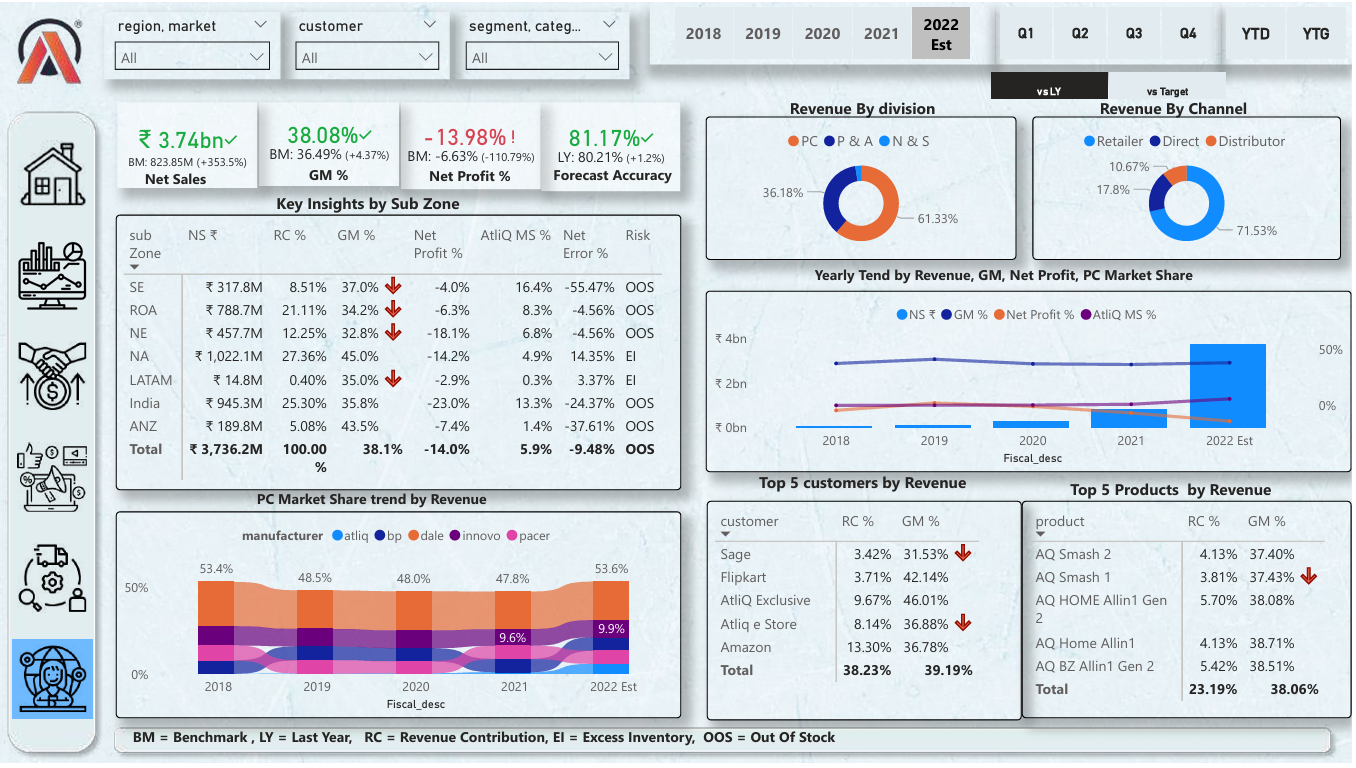 region, market
All
customer
All
segment, categ...
All
2018 2019 2020 2021 2022 Est
Q1 Q2 Q3 Q4 YTD YTG
vs LY vs Target
₹ 3.74bn
BM: 823.85M (+353.5%)
Net Sales
38.08%
BM: 36.49% (+4.37%)
GM %
-13.98% !
BM: -6.63% (-110.79%)
Net Profit %
81.17%
LY: 80.21% (+1.2%)
Forecast Accuracy
Revenue By division
PC P & A N & S
36.18%
61.33%
Revenue By Channel
Retailer Direct Distributor
10.67%
17.8%
71.53%
Key Insights by Sub Zone
sub Zone NS ₹ RC % GM % Net Profit % AtliQ MS % Net Error % Risk
SE ₹ 317.8M 8.51% 37.0% -4.0% 16.4% -55.47% OOS
ROA ₹ 788.7M 21.11% 34.2% -6.3% 8.3% -4.56% OOS
NE ₹ 457.7M 12.25% 32.8% -18.1% 6.8% -4.56% OOS
NA ₹ 1,022.1M 27.36% 45.0% -14.2% 4.9% 14.35% EI
LATAM ₹ 14.8M 0.40% 35.0% -2.9% 0.3% 3.37% EI
India ₹ 945.3M 25.30% 35.8% -23.0% 13.3% -24.37% OOS
ANZ ₹ 189.8M 5.08% 43.5% -7.4% 1.4% -37.61% OOS
Total ₹ 3,736.2M 100.00 % 38.1% -14.0% 5.9% -9.48% OOS
Yearly Tend by Revenue, GM, Net Profit, PC Market Share
NS ₹ GM % Net Profit % AtliQ MS %
₹ 4bn
₹ 2bn
₹ 0bn
50%
0%
2018 2019 2020 2021 2022 Est
Fiscal_desc
PC Market Share trend by Revenue
manufacturer atliq bp dale innovo pacer
53.4% 48.5% 48.0% 47.8% 53.6%
50%
9.6% 9.9%
0%
2018 2019 2020 2021 2022 Est
Fiscal_desc
Top 5 customers by Revenue
customer RC % GM %
Sage 3.42% 31.53%
Flipkart 3.71% 42.14%
AtliQ Exclusive 9.67% 46.01%
Atliq e Store 8.14% 36.88%
Amazon 13.30% 36.78%
Total 38.23% 39.19%
Top 5 Products by Revenue
product RC % GM %
AQ Smash 2 4.13% 37.40%
AQ Smash 1 3.81% 37.43%
AQ HOME Allin1 Gen 2 5.70% 38.08%
AQ Home Allin1 4.13% 38.71%
AQ BZ Allin1 Gen 2 5.42% 38.51%
Total 23.19% 38.06%
BM = Benchmark , LY = Last Year, RC = Revenue Contribution, EI = Excess Inventory, OOS = Out Of Stock